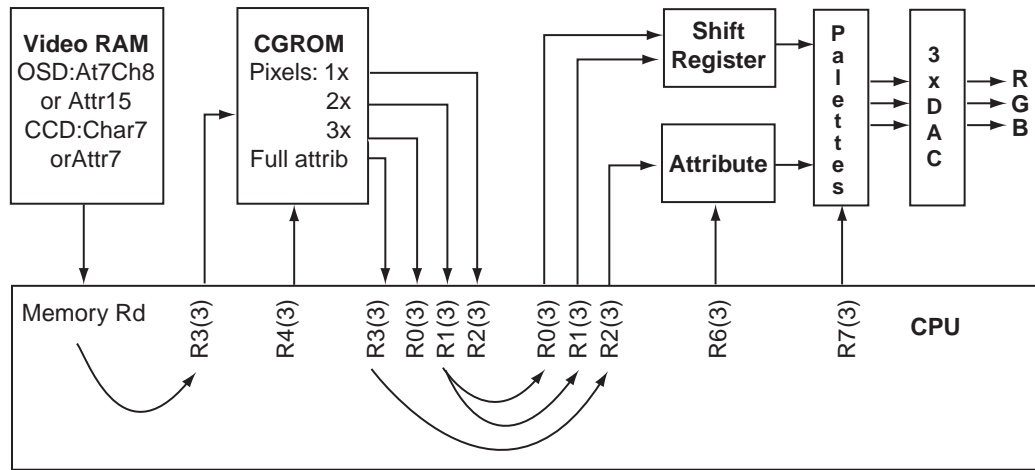 Video RAM
OSD:At7Ch8
or Attr15
CCD:Char7
orAttr7
CGROM
Pixels: 1x
2x
3x
Full attrib
Shift
Register
Attribute
Palettes
3xDAC
R
G
B
Memory Rd
R3(3)
R4(3)
R3(3)
R0(3)
R1(3)
R2(3)
R0(3)
R1(3)
R2(3)
R6(3)
R7(3)
CPU